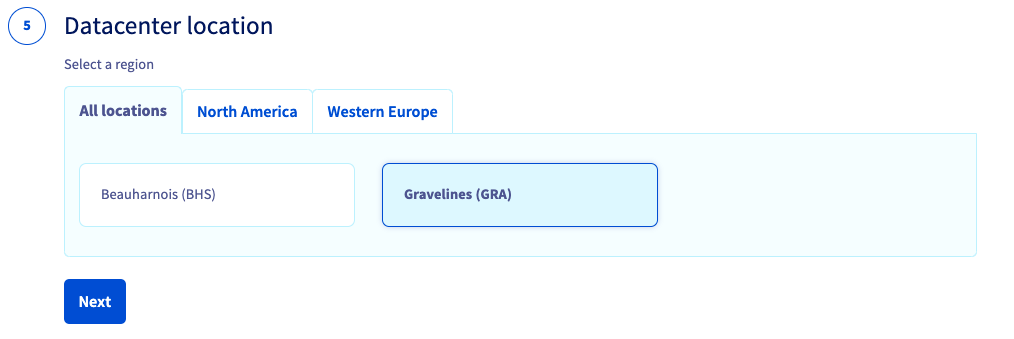 5
Datacenter location
Select a region
All locations
North America
Western Europe
Beauharnois (BHS)
Gravelines (GRA)
Next